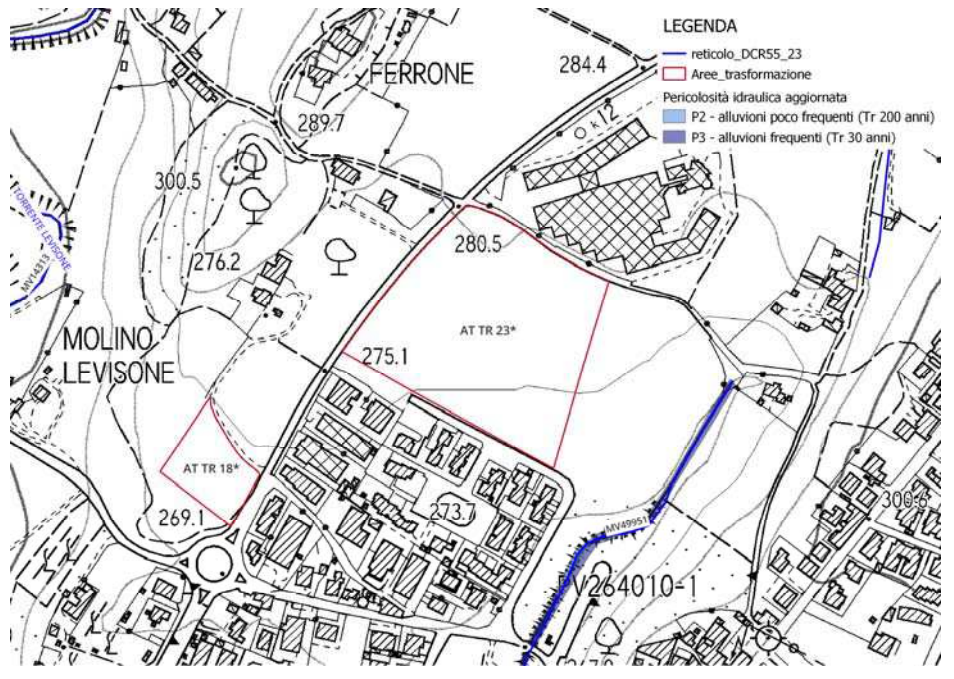 LEGENDA
reticolo_DCR55_23
Aree_trasformazione
Pericolosità idraulica aggiornata
P2 - alluvioni poco frequenti (Tr 200 anni)
P3 - alluvioni frequenti (Tr 30 anni)
FERRONE
284.4
k12
289.7
300.5
280.5
276.2
TORRENTE LEVISONE
MV14313
AT TR 23*
MOLINO
LEVISONE
275.1
AT TR 18*
269.1
273.7
300.6
MV49951
PV264010-1